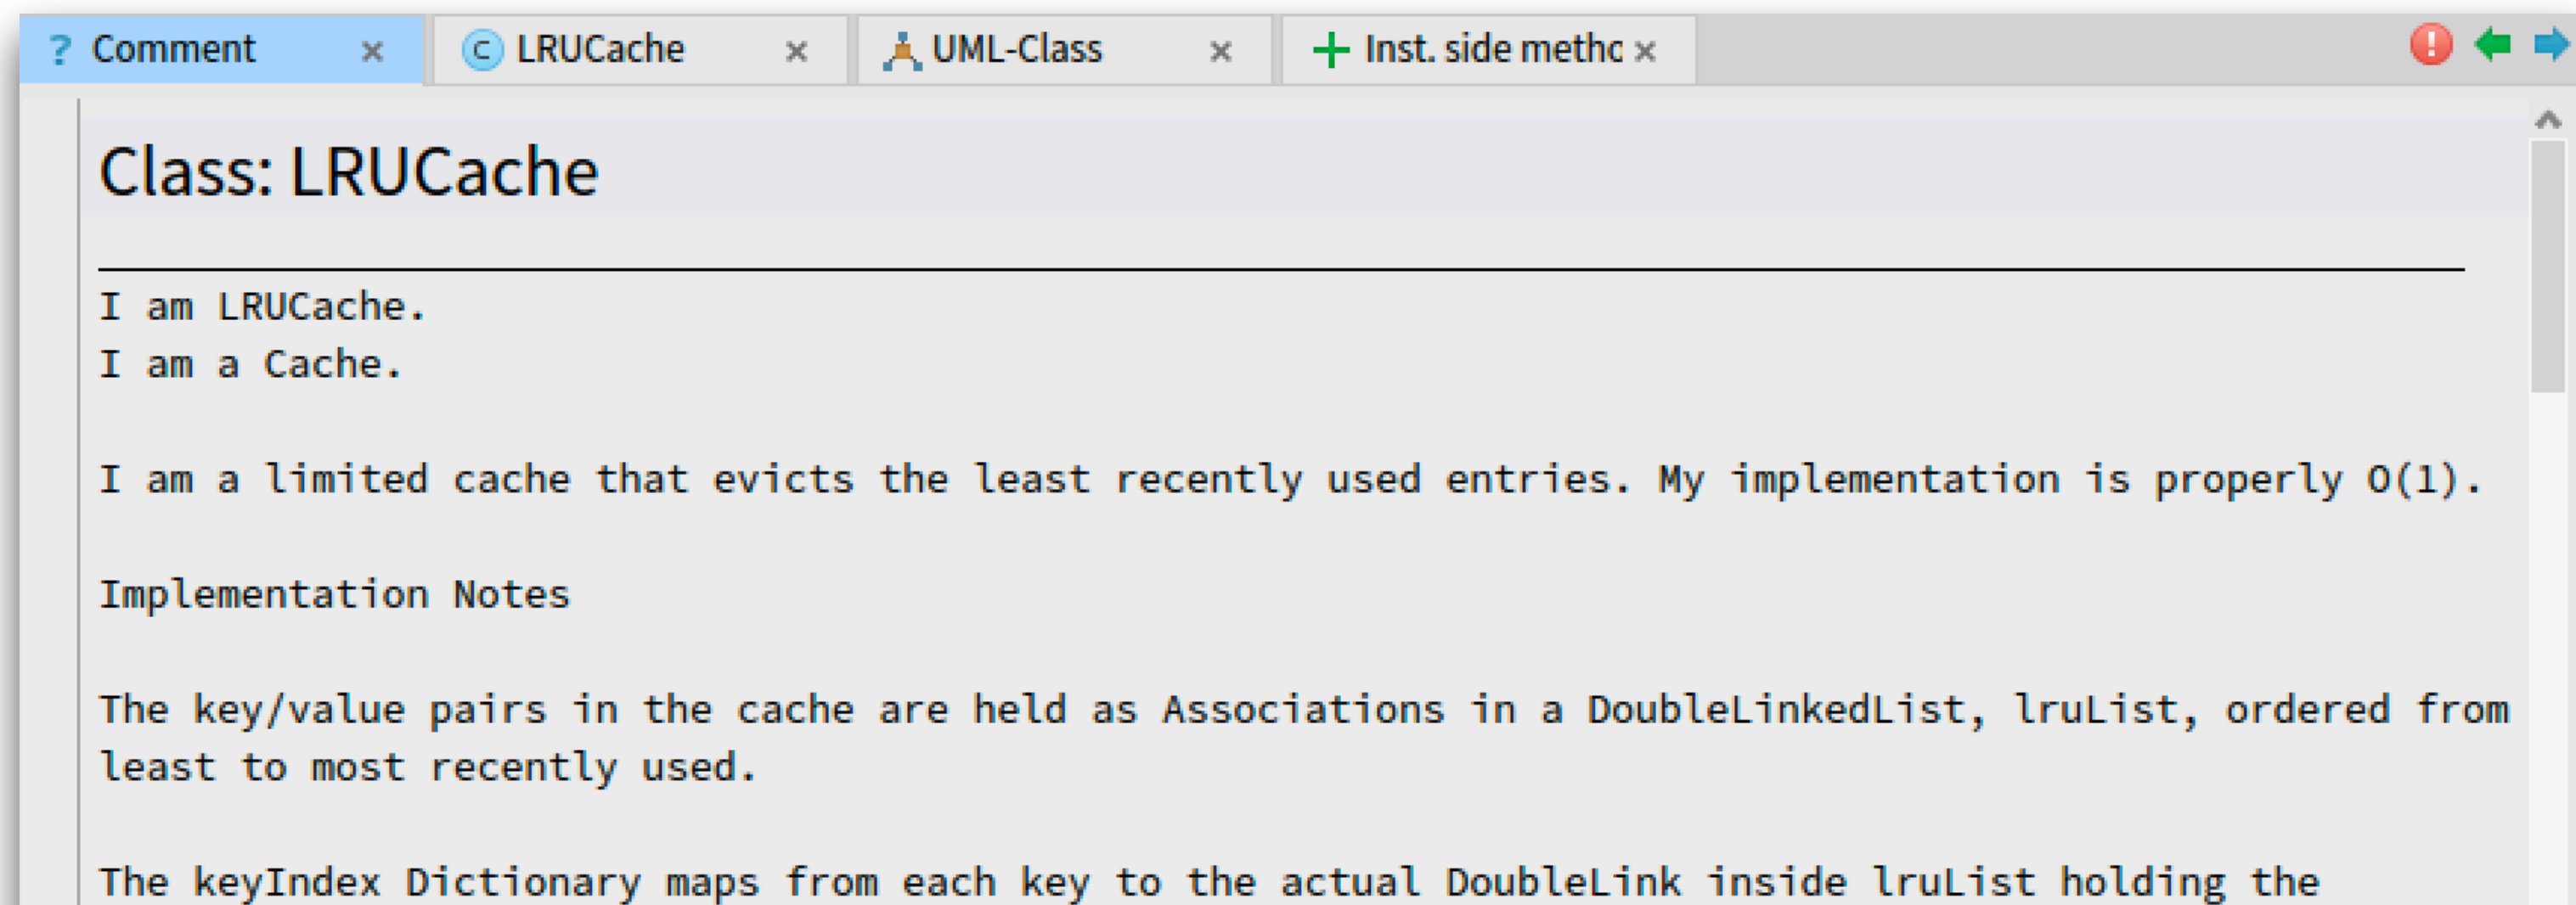 ? Comment × C LRUCache × UML-Class × Inst. side metho ×
Class: LRUCache
I am LRUCache.
I am a Cache.
I am a limited cache that evicts the least recently used entries. My implementation is properly O(1).
Implementation Notes
The key/value pairs in the cache are held as Associations in a DoubleLinkedList, lruList, ordered from
least to most recently used.
The keyIndex Dictionary maps from each key to the actual DoubleLink inside lruList holding the